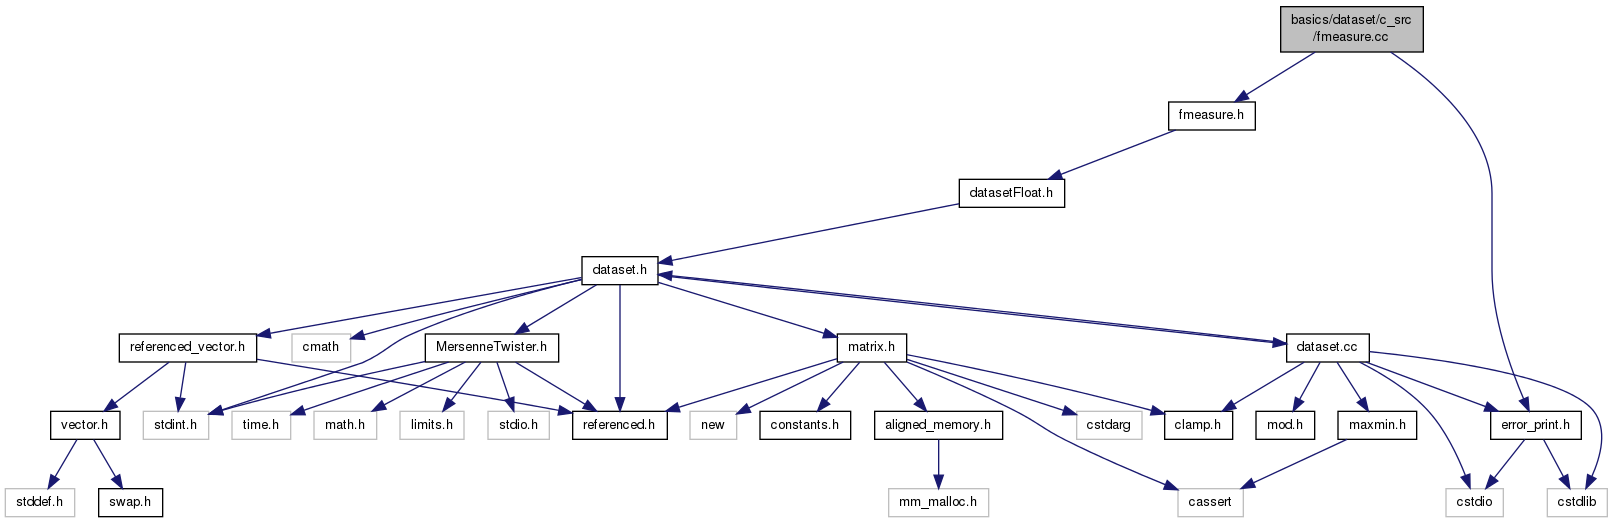 basics/dataset/c_src
/fmeasure.cc
fmeasure.h
datasetFloat.h
dataset.h
referenced_vector.h
cmath
MersenneTwister.h
matrix.h
dataset.cc
vector.h
stdint.h
time.h
math.h
limits.h
stdio.h
referenced.h
new
constants.h
aligned_memory.h
cstdarg
clamp.h
mod.h
maxmin.h
error_print.h
stddef.h
swap.h
mm_malloc.h
cassert
cstdio
cstdlib